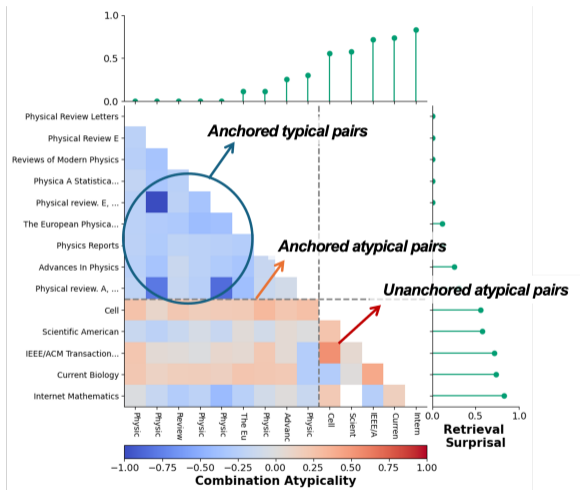 1.0
0.5
0.0
Physical Review Letters
Physical Review E
Reviews of Modern Physics
Physica A Statistica...
Physical review. E, ...
The European Physica...
Physics Reports
Advances In Physics
Physical review. A, ...
Cell
Scientific American
IEEE/ACM Transaction...
Current Biology
Internet Mathematics
Anchored typical pairs
Anchored atypical pairs
Unanchored atypical pairs
Physic
Physic
Review
Physic
Physic
The Eu
Physic
Advanc
Physic
Cell
Scient
IEEE/A
Curren
Intern
0.0 0.5 1.0
Retrieval
Surprisal
−1.00 −0.75 −0.50 −0.25 0.00 0.25 0.50 0.75 1.00
Combination Atypicality